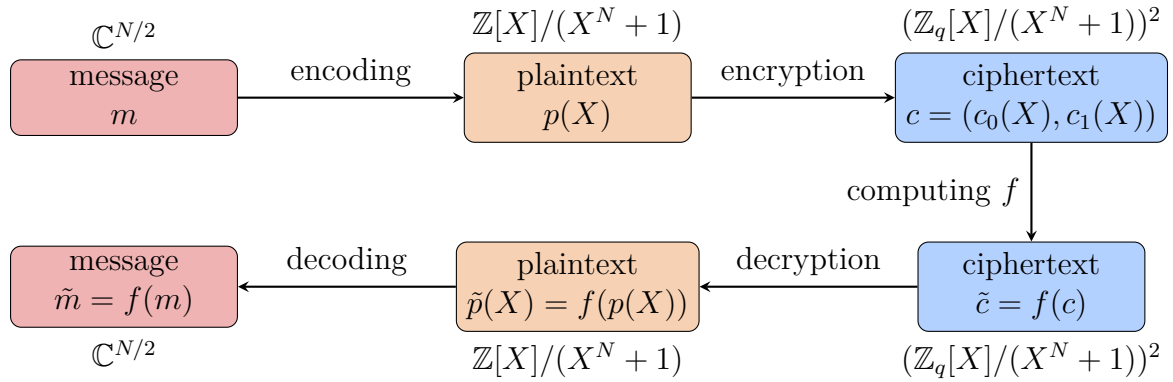 ℂ^{N/2}
ℤ[X]/(X^N + 1)
(ℤ_q[X]/(X^N + 1))^2
message
m
encoding
plaintext
p(X)
encryption
ciphertext
c = (c_0(X), c_1(X))
computing f
message
m̃ = f(m)
decoding
plaintext
p̃(X) = f(p(X))
decryption
ciphertext
c̃ = f(c)
ℂ^{N/2}
ℤ[X]/(X^N + 1)
(ℤ_q[X]/(X^N + 1))^2